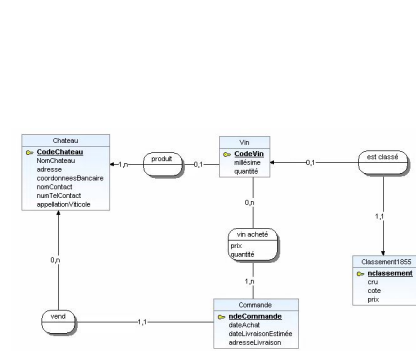 Chateau
CodeChateau
NomChateau
adresse
coordonneesBancaire
nomContact
numTelContact
appellationViticole
1,n
produit
0,1
Vin
CodeVin
millésime
quantité
0,1
est classé
1,1
Classement1855
nclassement
cru
cote
prix
0,n
vin acheté
prix
quantité
1,n
Commande
ndeCommande
dateAchat
dateLivraisonEstimée
adresseLivraison
0,n
vend
1,1